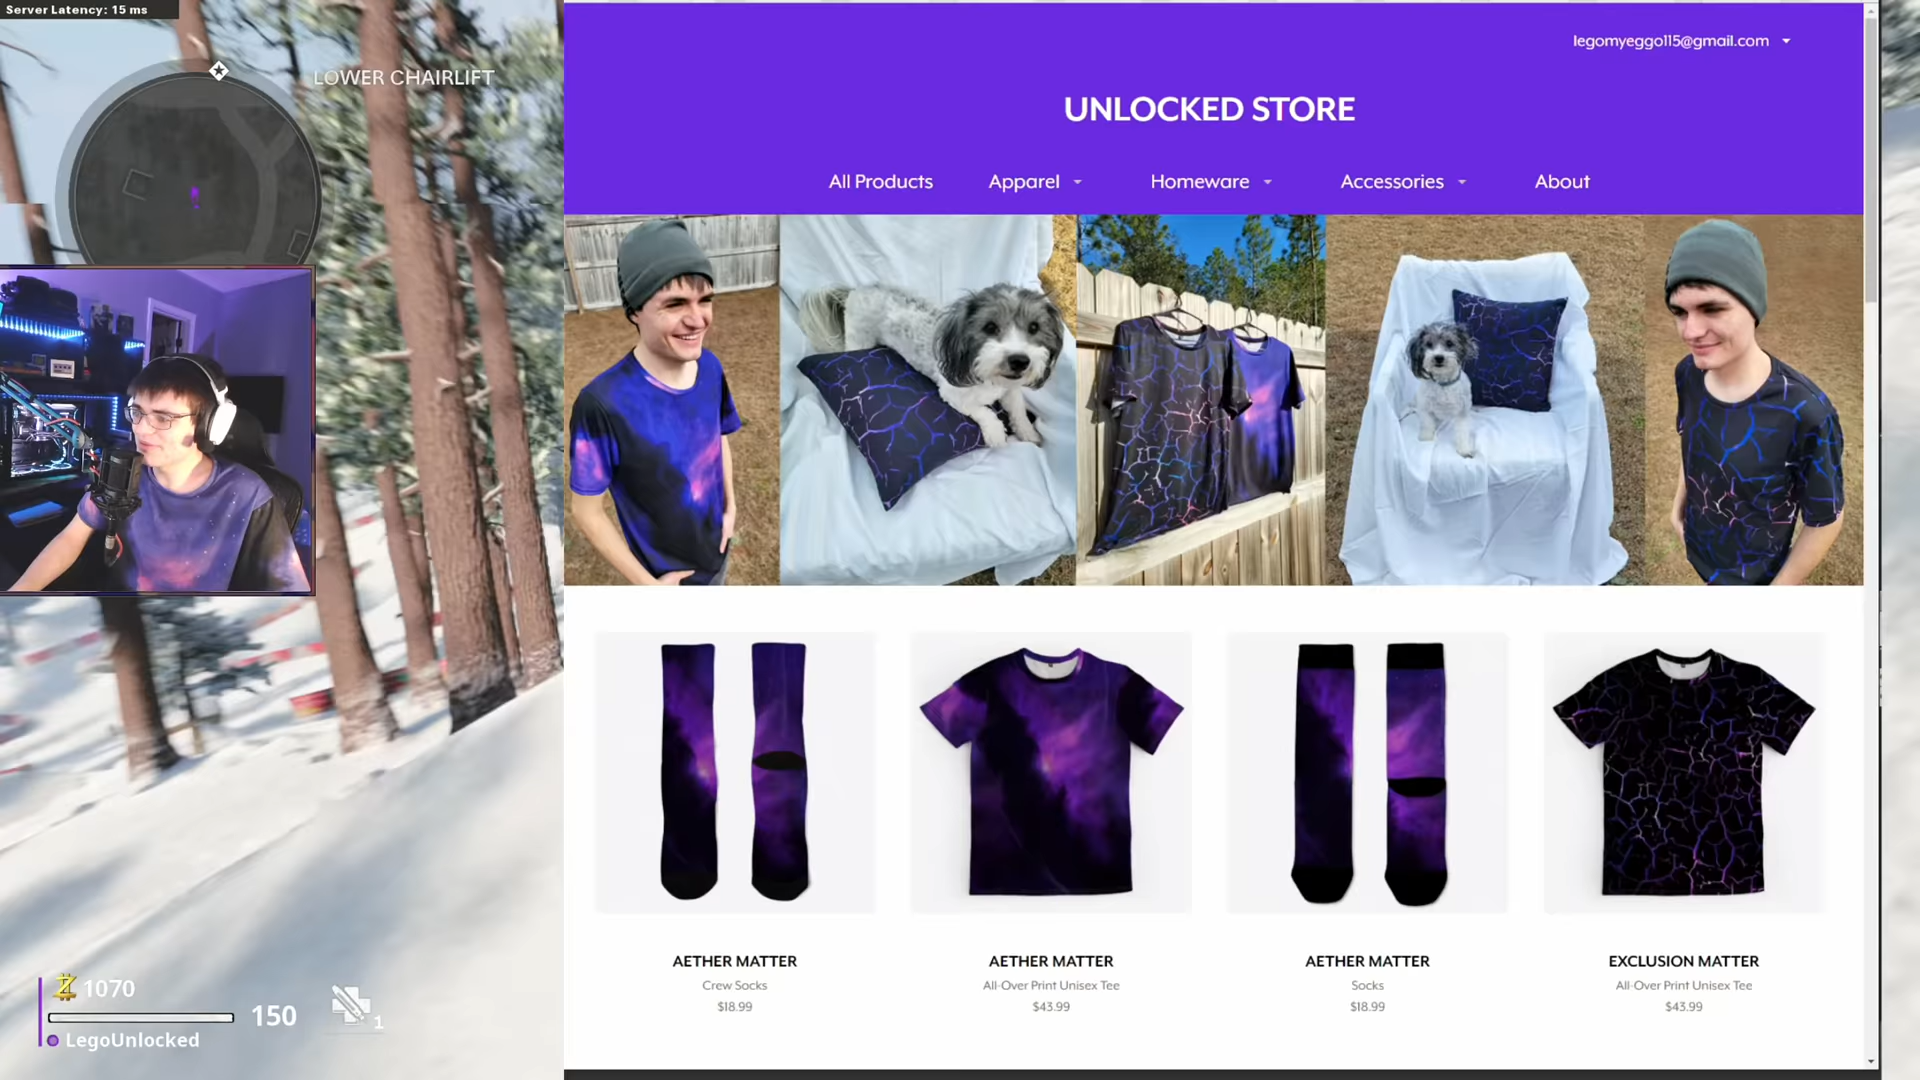 Server Latency: 15 ms
LOWER CHAIRLIFT
legomyeggo115@gmail.com
UNLOCKED STORE
All Products
Apparel
Homeware
Accessories
About
AETHER MATTER
Crew Socks
$18.99
AETHER MATTER
All-Over Print Unisex Tee
$43.99
AETHER MATTER
Socks
$18.99
EXCLUSION MATTER
All-Over Print Unisex Tee
$43.99
1070
150
1
LegoUnlocked